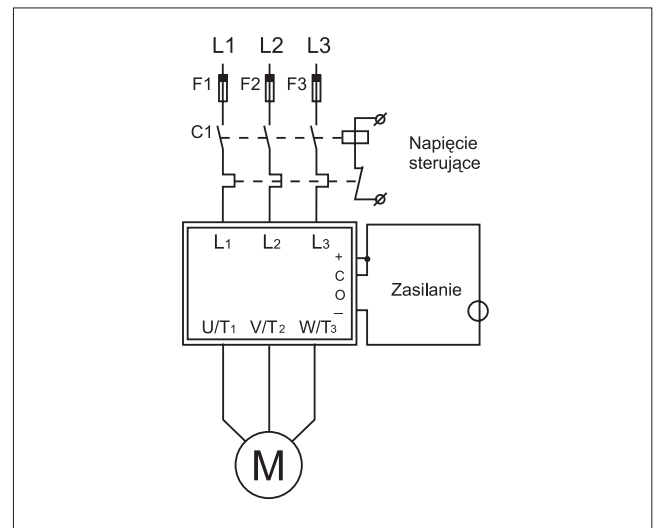 L1 L2 L3
F1 F2 F3
C1
Napięcie
sterujące
L1 L2 L3
+
C
O
–
Zasilanie
U/T1 V/T2 W/T3
M